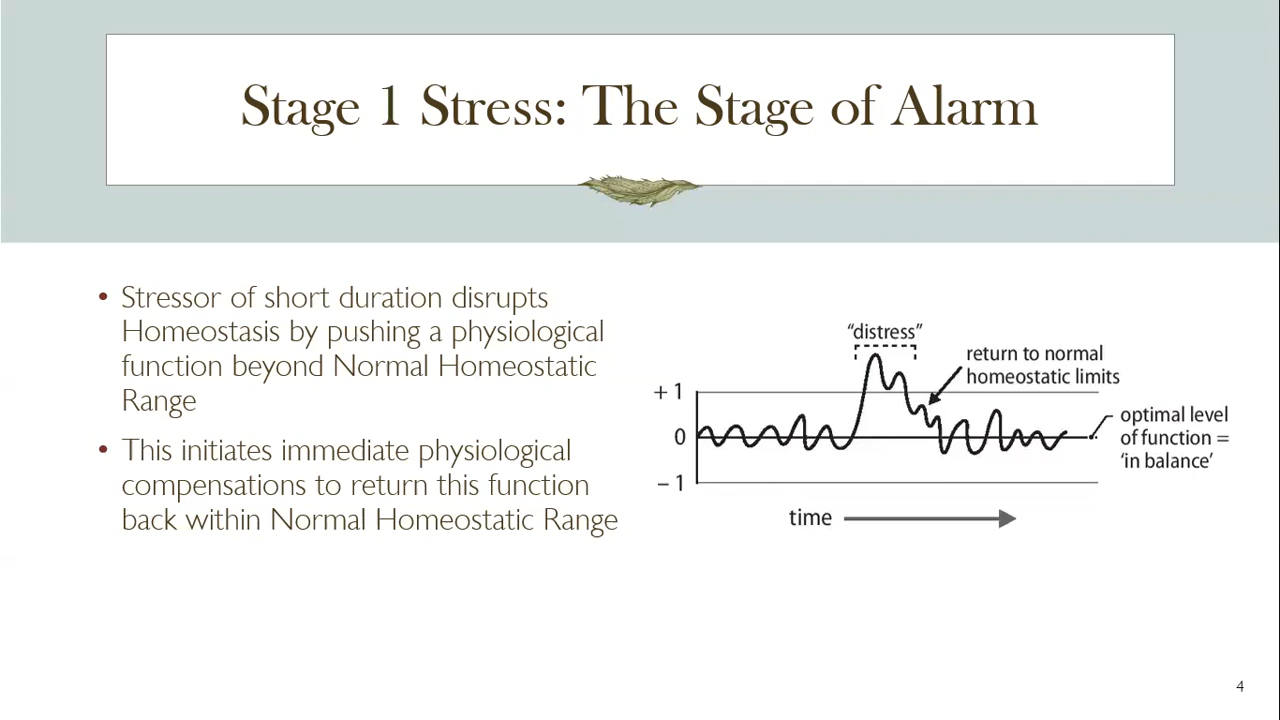 Stage 1 Stress: The Stage of Alarm
• Stressor of short duration disrupts
Homeostasis by pushing a physiological
function beyond Normal Homeostatic
Range
• This initiates immediate physiological
compensations to return this function
back within Normal Homeostatic Range
“distress”
return to normal
homeostatic limits
+ 1
0
– 1
optimal level
of function =
‘in balance’
time
4